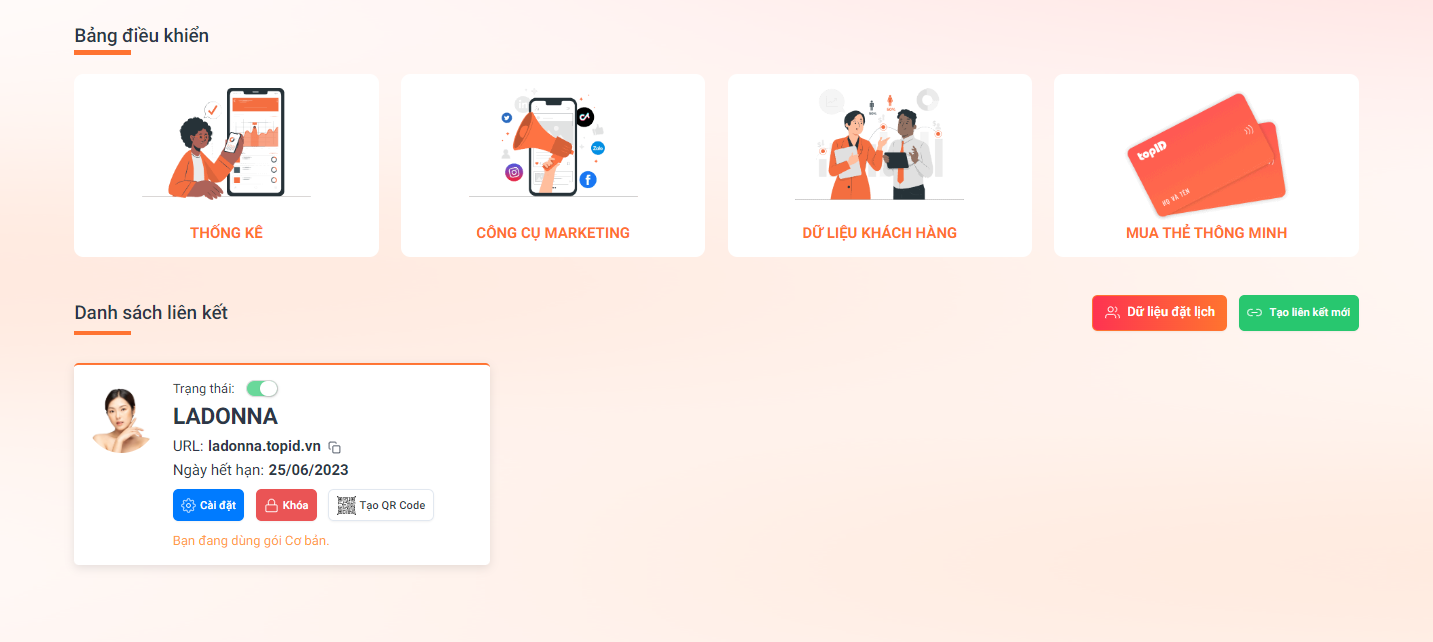 Bảng điều khiển
Zalo
topID
HỌ VÀ TÊN
THỐNG KÊ
CÔNG CỤ MARKETING
DỮ LIỆU KHÁCH HÀNG
MUA THẺ THÔNG MINH
Danh sách liên kết
Dữ liệu đặt lịch
Tạo liên kết mới
Trạng thái:
LADONNA
URL: ladonna.topid.vn
Ngày hết hạn: 25/06/2023
Cài đặt
Khóa
Tạo QR Code
Bạn đang dùng gói Cơ bản.